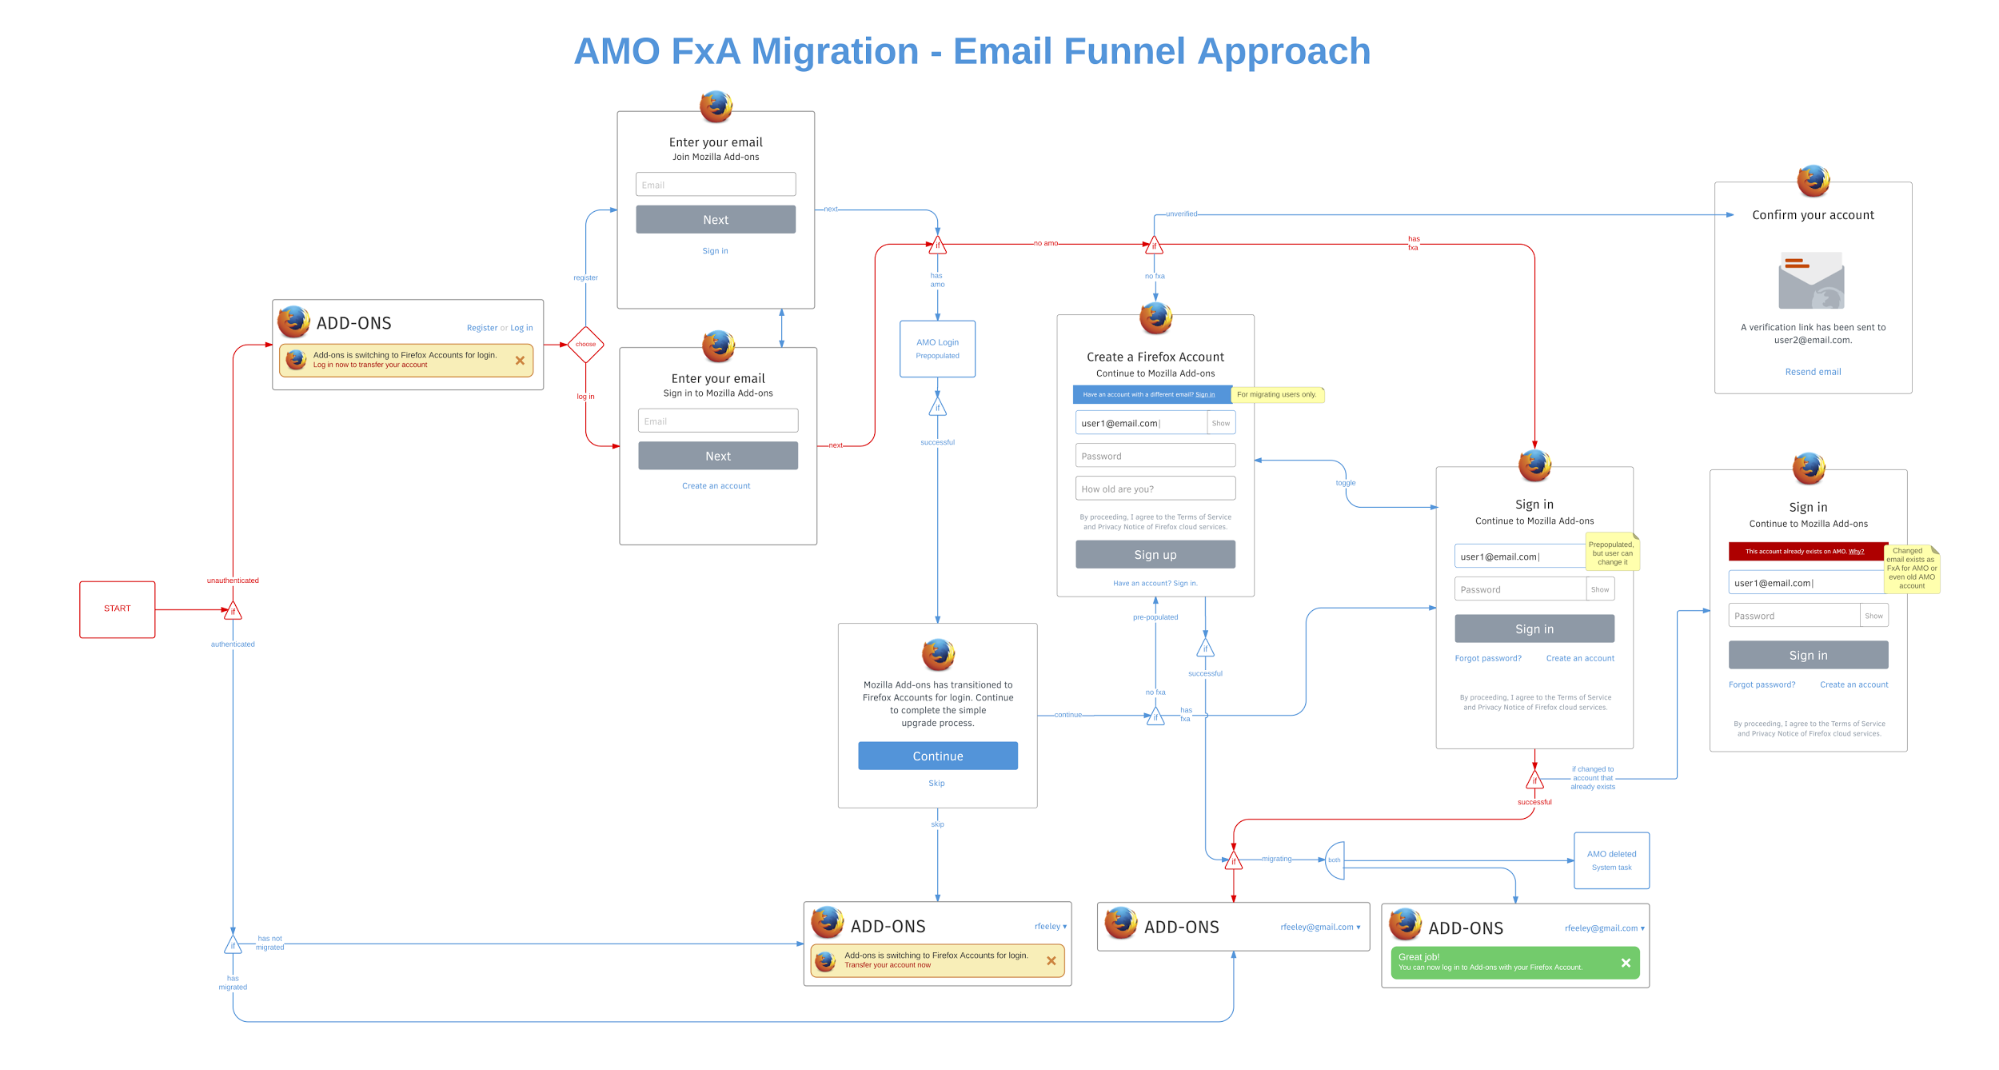 AMO FxA Migration - Email Funnel Approach
Enter your email
Join Mozilla Add-ons
Email
Next
Sign in
next
register
ADD-ONS
Register or Log in
Add-ons is switching to Firefox Accounts for login.
Log in now to transfer your account
choose
log in
Enter your email
Sign in to Mozilla Add-ons
Email
Next
Create an account
next
START
unauthenticated
if
authenticated
if
no amo
has
amo
AMO Login
Prepopulated
if
successful
if
unverified
no fxa
has
fxa
Confirm your account
A verification link has been sent to
user2@email.com.
Resend email
Create a Firefox Account
Continue to Mozilla Add-ons
Have an account with a different email? Sign in
For migrating users only.
user1@email.com
Show
Password
How old are you?
By proceeding, I agree to the Terms of Service
and Privacy Notice of Firefox cloud services.
Sign up
Have an account? Sign in.
toggle
pre-populated
if
successful
Sign in
Continue to Mozilla Add-ons
Prepopulated,
but user can
change it
user1@email.com
Password
Show
Sign in
Forgot password?
Create an account
By proceeding, I agree to the Terms of Service
and Privacy Notice of Firefox cloud services.
Sign in
Continue to Mozilla Add-ons
This account already exists on AMO. Why?
Changed
email exists as
FxA for AMO or
even old AMO
account
user1@email.com
Password
Show
Sign in
Forgot password?
Create an account
By proceeding, I agree to the Terms of Service
and Privacy Notice of Firefox cloud services.
Mozilla Add-ons has transitioned to
Firefox Accounts for login. Continue
to complete the simple
upgrade process.
Continue
Skip
continue
no fxa
if
has
fxa
skip
if
if changed to
account that
already exists
successful
if
migrating
both
AMO deleted
System task
if
has not
migrated
has
migrated
ADD-ONS
rfeeley ▾
Add-ons is switching to Firefox Accounts for login.
Transfer your account now
ADD-ONS
rfeeley@gmail.com ▾
ADD-ONS
rfeeley@gmail.com ▾
Great job!
You can now log in to Add-ons with your Firefox Account.